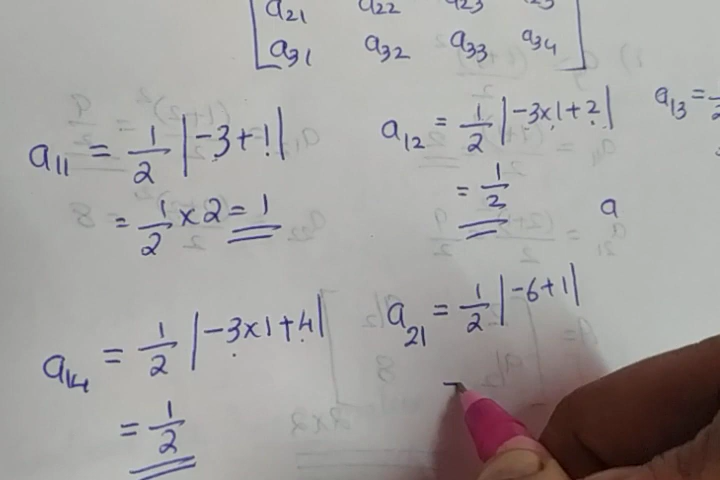 a21 a22 a23
a31 a32 a33 a34
a11 = 1/2 |-3+1|
= 1/2 × 2 = 1
a12 = 1/2 |-3×1+2|
= 1/2
a13 =
a
a14 = 1/2 |-3×1+4|
= 1/2
a21 = 1/2 |-6+1|